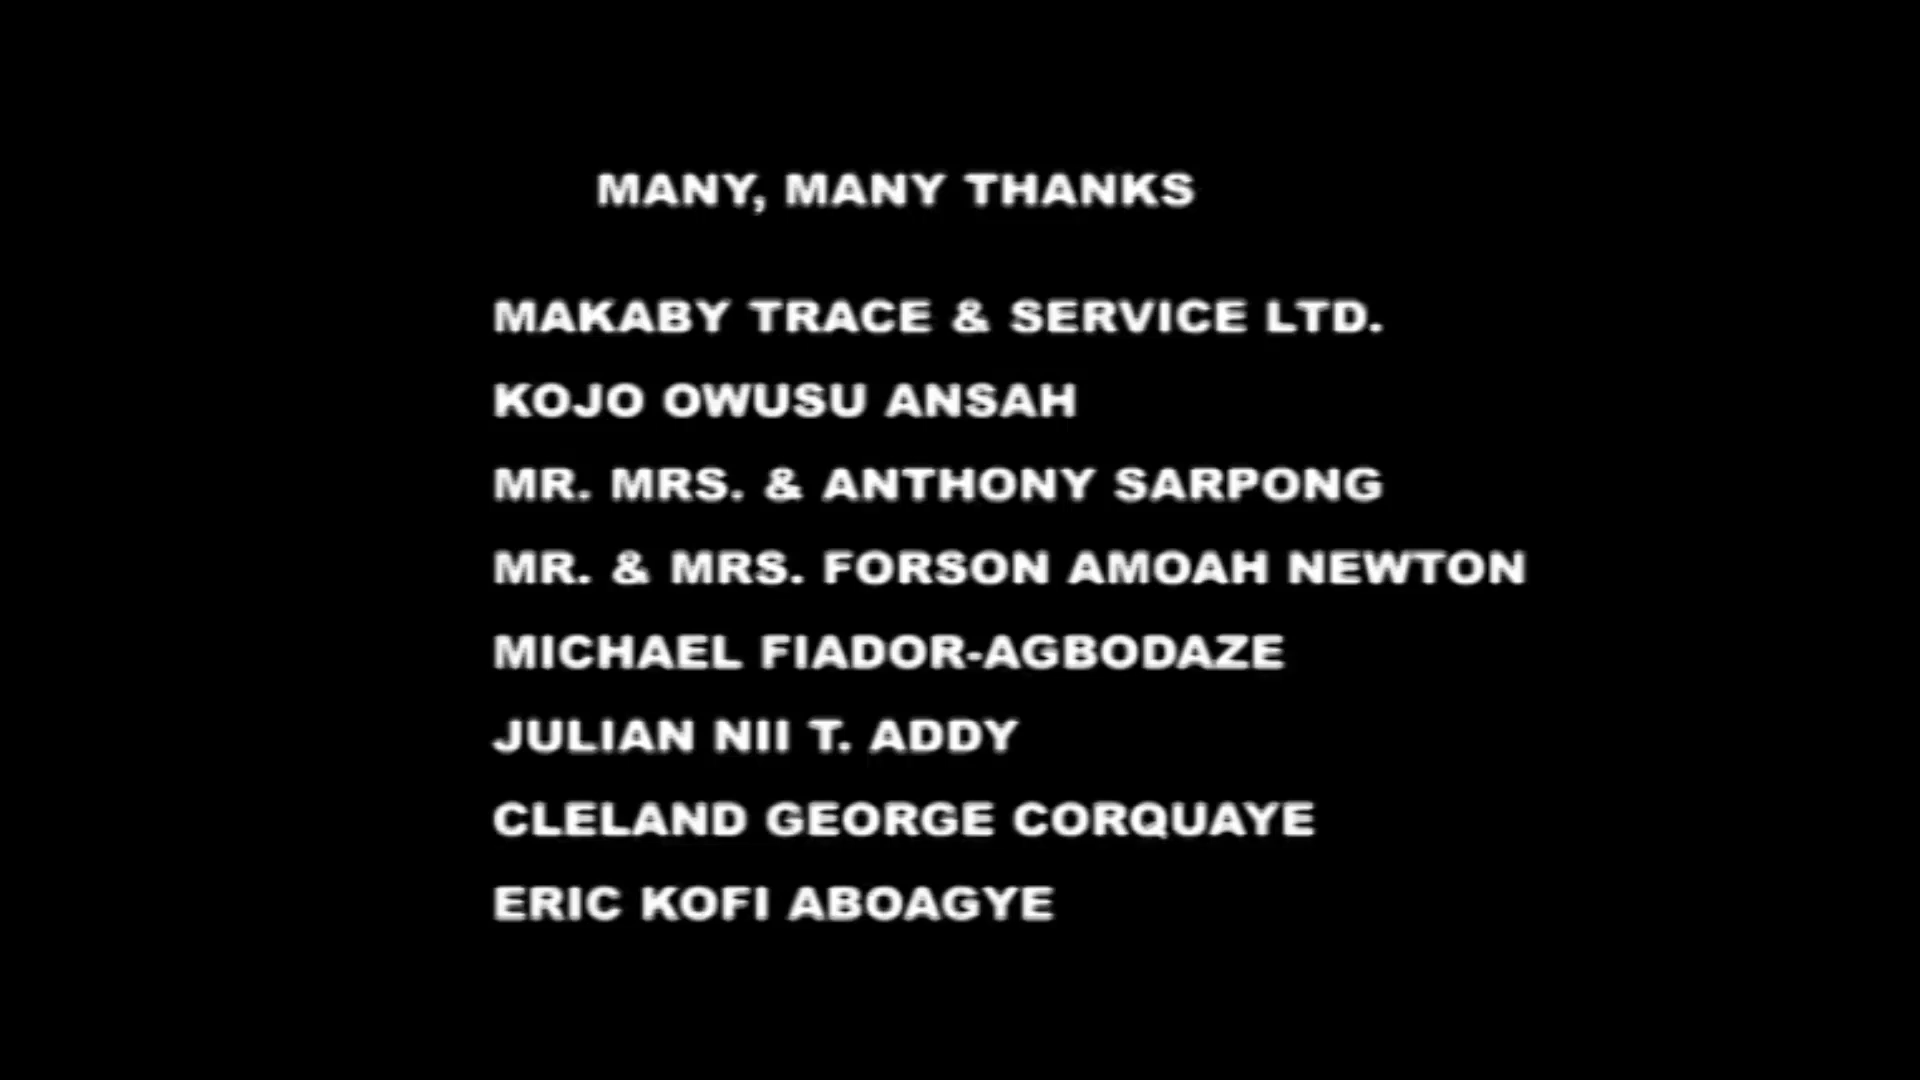 MANY, MANY THANKS
MAKABY TRACE & SERVICE LTD.
KOJO OWUSU ANSAH
MR. MRS. & ANTHONY SARPONG
MR. & MRS. FORSON AMOAH NEWTON
MICHAEL FIADOR-AGBODAZE
JULIAN NII T. ADDY
CLELAND GEORGE CORQUAYE
ERIC KOFI ABOAGYE